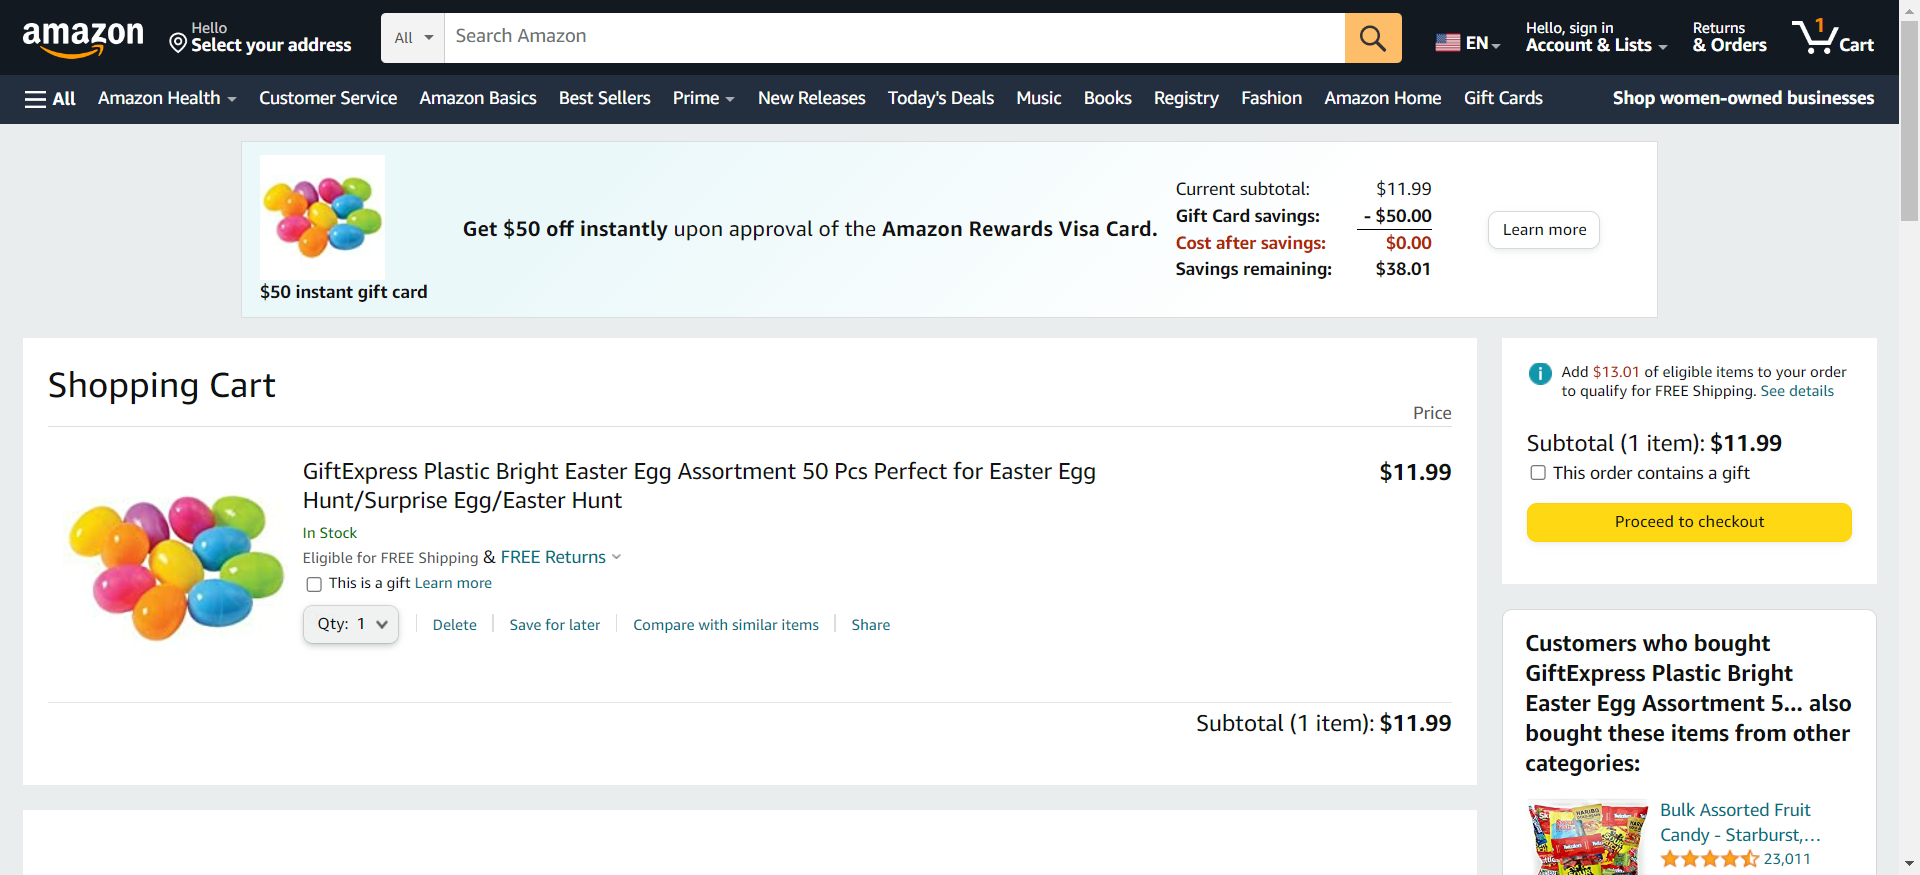 amazon
Hello
Select your address
All
Search Amazon
EN
Hello, sign in
Account & Lists
Returns
& Orders
1
Cart
All
Amazon Health
Customer Service
Amazon Basics
Best Sellers
Prime
New Releases
Today's Deals
Music
Books
Registry
Fashion
Amazon Home
Gift Cards
Shop women-owned businesses
$50 instant gift card
Get $50 off instantly upon approval of the Amazon Rewards Visa Card.
Current subtotal: $11.99
Gift Card savings: - $50.00
Cost after savings: $0.00
Savings remaining: $38.01
Learn more
Shopping Cart
Price
GiftExpress Plastic Bright Easter Egg Assortment 50 Pcs Perfect for Easter Egg
Hunt/Surprise Egg/Easter Hunt
$11.99
In Stock
Eligible for FREE Shipping & FREE Returns
This is a gift Learn more
Qty: 1
Delete
Save for later
Compare with similar items
Share
Subtotal (1 item): $11.99
Add $13.01 of eligible items to your order
to qualify for FREE Shipping. See details
Subtotal (1 item): $11.99
This order contains a gift
Proceed to checkout
Customers who bought
GiftExpress Plastic Bright
Easter Egg Assortment 5... also
bought these items from other
categories:
Bulk Assorted Fruit
Candy - Starburst,...
23,011